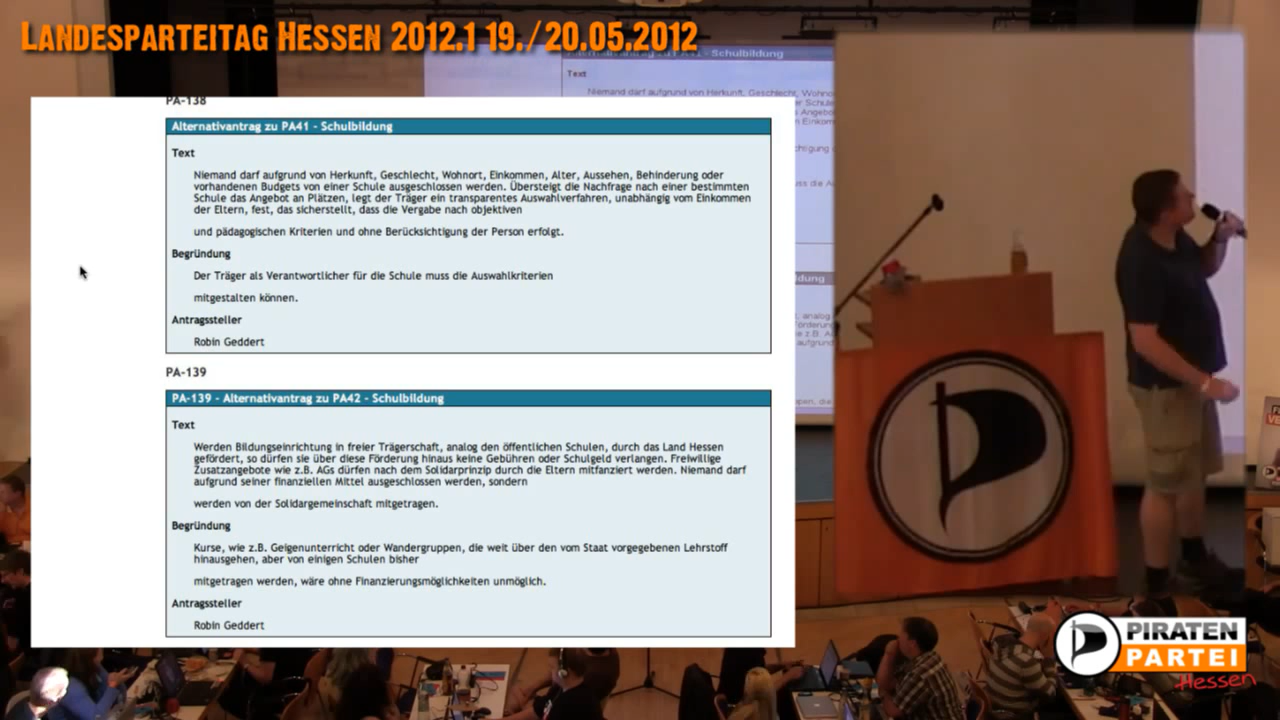 Landesparteitag Hessen 2012.1 19./20.05.2012
PA-138
Alternativantrag zu PA41 - Schulbildung
Text
Niemand darf aufgrund von Herkunft, Geschlecht, Wohnort, Einkommen, Alter, Aussehen, Behinderung oder
vorhandenen Budgets von einer Schule ausgeschlossen werden. Übersteigt die Nachfrage nach einer bestimmten
Schule das Angebot an Plätzen, legt der Träger ein transparentes Auswahlverfahren, unabhängig vom Einkommen
der Eltern, fest, das sicherstellt, dass die Vergabe nach objektiven
und pädagogischen Kriterien und ohne Berücksichtigung der Person erfolgt.
Begründung
Der Träger als Verantwortlicher für die Schule muss die Auswahlkriterien
mitgestalten können.
Antragssteller
Robin Geddert
PA-139
PA-139 - Alternativantrag zu PA42 - Schulbildung
Text
Werden Bildungseinrichtung in freier Trägerschaft, analog den öffentlichen Schulen, durch das Land Hessen
gefördert, so dürfen sie über diese Förderung hinaus keine Gebühren oder Schulgeld verlangen. Freiwillige
Zusatzangebote wie z.B. AGs dürfen nach dem Solidarprinzip durch die Eltern mitfanziert werden. Niemand darf
aufgrund seiner finanziellen Mittel ausgeschlossen werden, sondern
werden von der Solidargemeinschaft mitgetragen.
Begründung
Kurse, wie z.B. Geigenunterricht oder Wandergruppen, die weit über den vom Staat vorgegebenen Lehrstoff
hinausgehen, aber von einigen Schulen bisher
mitgetragen werden, wäre ohne Finanzierungsmöglichkeiten unmöglich.
Antragssteller
Robin Geddert
Schulbildung
Text
Niemand darf aufgrund von Herkunft, Geschlecht,
PIRATEN
PARTEI
Hessen